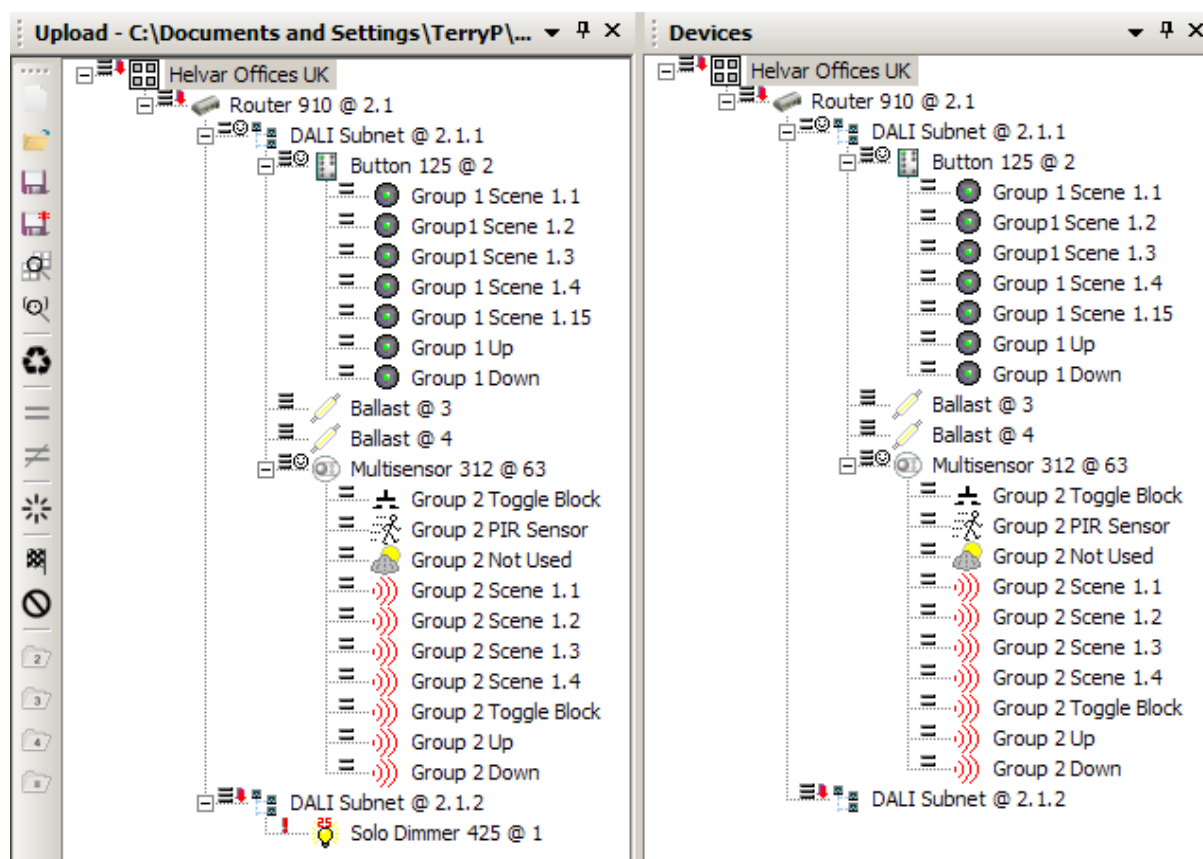 Upload - C:\Documents and Settings\TerryP\...
Helvar Offices UK
Router 910 @ 2.1
DALI Subnet @ 2.1.1
Button 125 @ 2
Group 1 Scene 1.1
Group1 Scene 1.2
Group1 Scene 1.3
Group 1 Scene 1.4
Group 1 Scene 1.15
Group 1 Up
Group 1 Down
Ballast @ 3
Ballast @ 4
Multisensor 312 @ 63
Group 2 Toggle Block
Group 2 PIR Sensor
Group 2 Not Used
Group 2 Scene 1.1
Group 2 Scene 1.2
Group 2 Scene 1.3
Group 2 Scene 1.4
Group 2 Toggle Block
Group 2 Up
Group 2 Down
DALI Subnet @ 2.1.2
25
Solo Dimmer 425 @ 1
2
3
4
Devices
Helvar Offices UK
Router 910 @ 2.1
DALI Subnet @ 2.1.1
Button 125 @ 2
Group 1 Scene 1.1
Group1 Scene 1.2
Group1 Scene 1.3
Group 1 Scene 1.4
Group 1 Scene 1.15
Group 1 Up
Group 1 Down
Ballast @ 3
Ballast @ 4
Multisensor 312 @ 63
Group 2 Toggle Block
Group 2 PIR Sensor
Group 2 Not Used
Group 2 Scene 1.1
Group 2 Scene 1.2
Group 2 Scene 1.3
Group 2 Scene 1.4
Group 2 Toggle Block
Group 2 Up
Group 2 Down
DALI Subnet @ 2.1.2